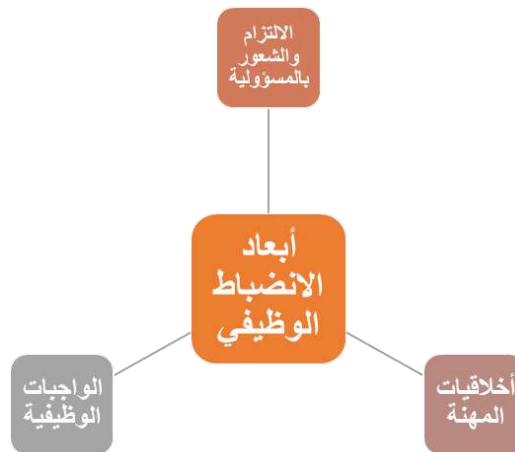 الالتزام
والشعور
بالمسؤولية
أبعاد
الانضباط
الوظيفي
أخلاقيات
المهنة
الواجبات
الوظيفية